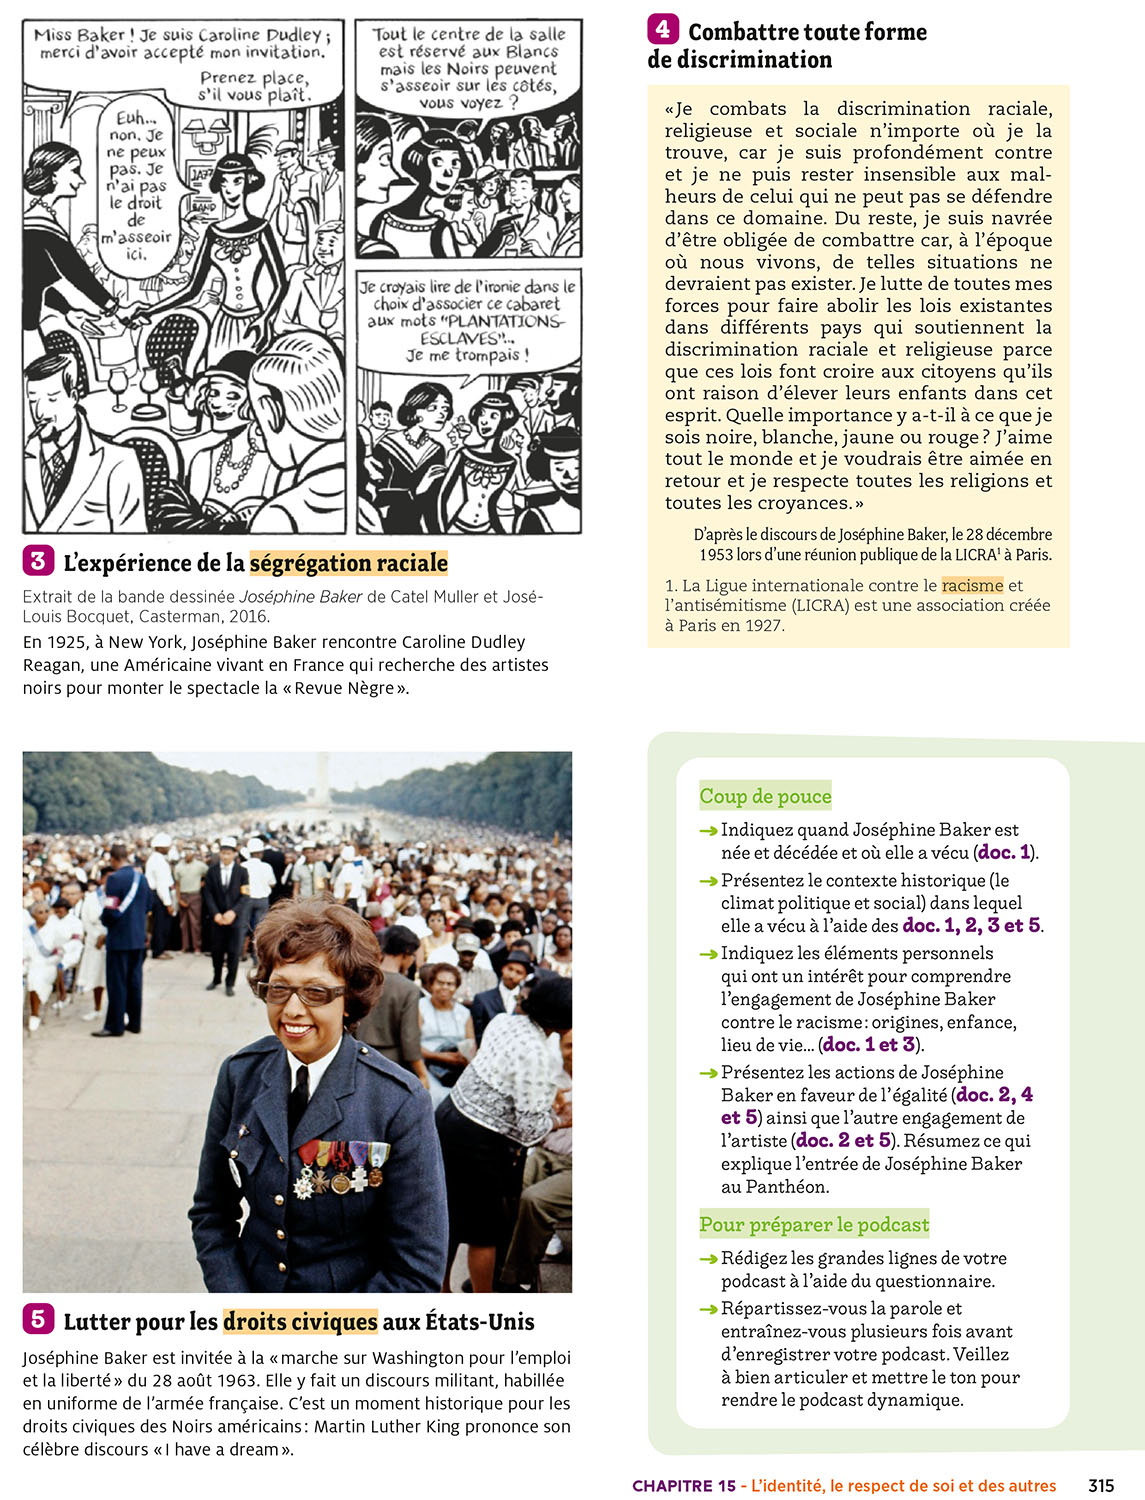 Miss Baker ! Je suis Caroline Dudley ;
merci d'avoir accepté mon invitation.
Prenez place,
s'il vous plaît.
Euh...
non. Je
ne peux
pas. Je
n'ai pas
le droit
de
m'asseoir
ici.
JAZZ
BAND
Tout le centre de la salle
est réservé aux Blancs
mais les Noirs peuvent
s'asseoir sur les côtés,
vous voyez ?
Je croyais lire de l'ironie dans le
choix d'associer ce cabaret
aux mots "PLANTATIONS-
ESCLAVES"...
Je me trompais !
3 L'expérience de la ségrégation raciale
Extrait de la bande dessinée Joséphine Baker de Catel Muller et José-
Louis Bocquet, Casterman, 2016.
En 1925, à New York, Joséphine Baker rencontre Caroline Dudley
Reagan, une Américaine vivant en France qui recherche des artistes
noirs pour monter le spectacle la « Revue Nègre ».
4 Combattre toute forme
de discrimination
« Je combats la discrimination raciale,
religieuse et sociale n'importe où je la
trouve, car je suis profondément contre
et je ne puis rester insensible aux mal-
heurs de celui qui ne peut pas se défendre
dans ce domaine. Du reste, je suis navrée
d'être obligée de combattre car, à l'époque
où nous vivons, de telles situations ne
devraient pas exister. Je lutte de toutes mes
forces pour faire abolir les lois existantes
dans différents pays qui soutiennent la
discrimination raciale et religieuse parce
que ces lois font croire aux citoyens qu'ils
ont raison d'élever leurs enfants dans cet
esprit. Quelle importance y a-t-il à ce que je
sois noire, blanche, jaune ou rouge ? J'aime
tout le monde et je voudrais être aimée en
retour et je respecte toutes les religions et
toutes les croyances. »
D'après le discours de Joséphine Baker, le 28 décembre
1953 lors d'une réunion publique de la LICRA¹ à Paris.
1. La Ligue internationale contre le racisme et
l'antisémitisme (LICRA) est une association créée
à Paris en 1927.
5 Lutter pour les droits civiques aux États-Unis
Joséphine Baker est invitée à la « marche sur Washington pour l'emploi
et la liberté » du 28 août 1963. Elle y fait un discours militant, habillée
en uniforme de l'armée française. C'est un moment historique pour les
droits civiques des Noirs américains : Martin Luther King prononce son
célèbre discours « I have a dream ».
Coup de pouce
→ Indiquez quand Joséphine Baker est
née et décédée et où elle a vécu (doc. 1).
→ Présentez le contexte historique (le
climat politique et social) dans lequel
elle a vécu à l'aide des doc. 1, 2, 3 et 5.
→ Indiquez les éléments personnels
qui ont un intérêt pour comprendre
l'engagement de Joséphine Baker
contre le racisme : origines, enfance,
lieu de vie... (doc. 1 et 3).
→ Présentez les actions de Joséphine
Baker en faveur de l'égalité (doc. 2, 4
et 5) ainsi que l'autre engagement de
l'artiste (doc. 2 et 5). Résumez ce qui
explique l'entrée de Joséphine Baker
au Panthéon.
Pour préparer le podcast
→ Rédigez les grandes lignes de votre
podcast à l'aide du questionnaire.
→ Répartissez-vous la parole et
entraînez-vous plusieurs fois avant
d'enregistrer votre podcast. Veillez
à bien articuler et mettre le ton pour
rendre le podcast dynamique.
CHAPITRE 15 - L'identité, le respect de soi et des autres 315